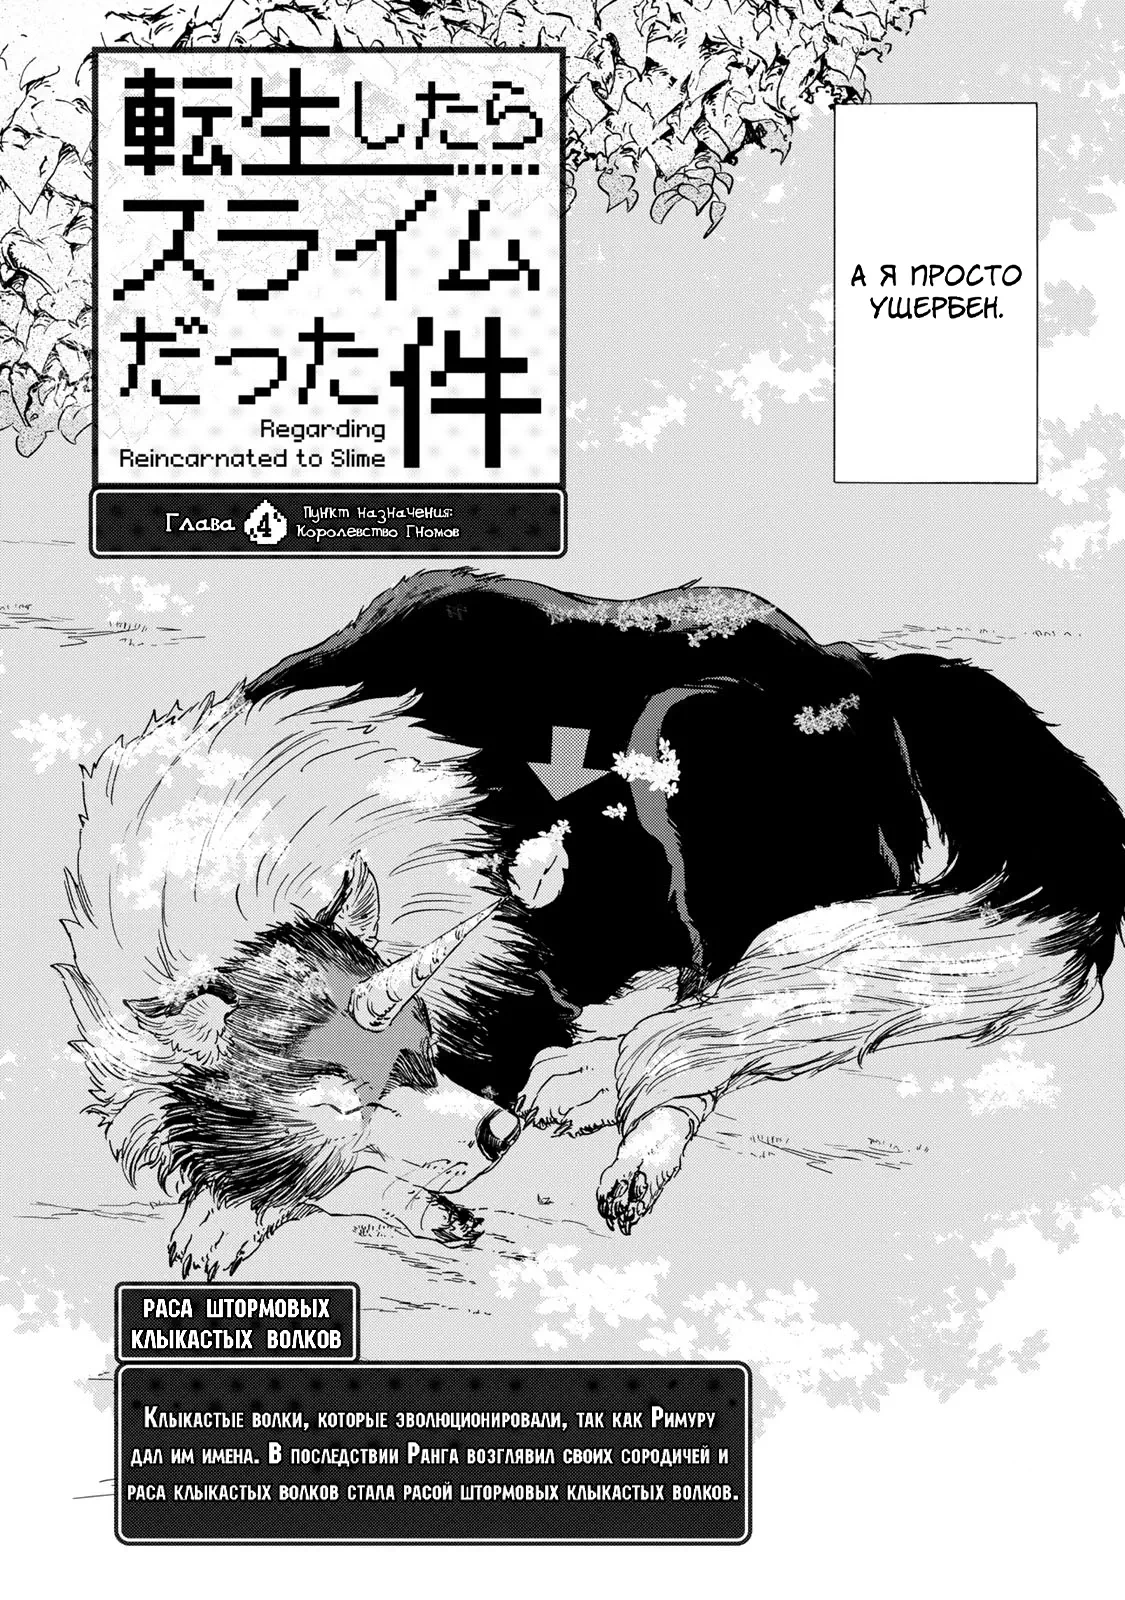 転生したら
スライム
だった件
Regarding
Reincarnated to Slime
Глава 4
Пункт назначения:
Королевство Гномов
А Я ПРОСТО
УЩЕРБЕН.
РАСА ШТОРМОВЫХ
КЛЫКАСТЫХ ВОЛКОВ
Клыкастые волки, которые эволюционировали, так как Римуру
дал им имена. В последствии Ранга возглявил своих сородичей и
раса клыкастых волков стала расой штормовых клыкастых волков.